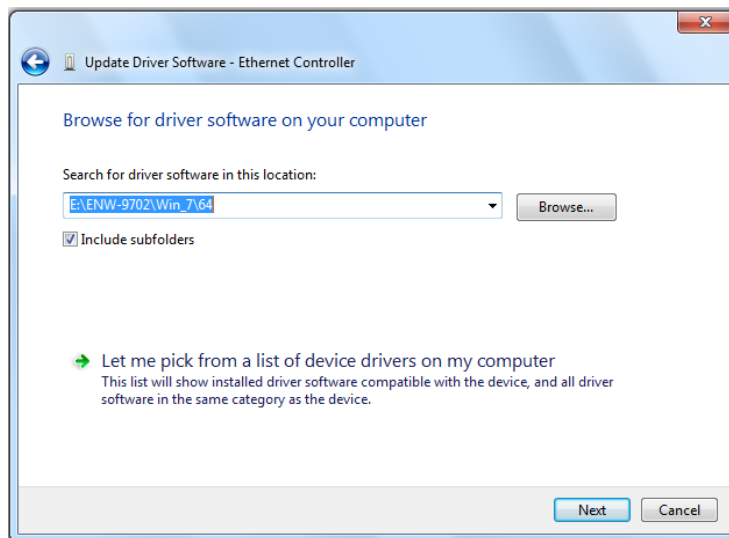 Update Driver Software - Ethernet Controller
Browse for driver software on your computer
Search for driver software in this location:
E:\ENW-9702\Win_7\64
Browse...
Include subfolders
Let me pick from a list of device drivers on my computer
This list will show installed driver software compatible with the device, and all driver
software in the same category as the device.
Next
Cancel